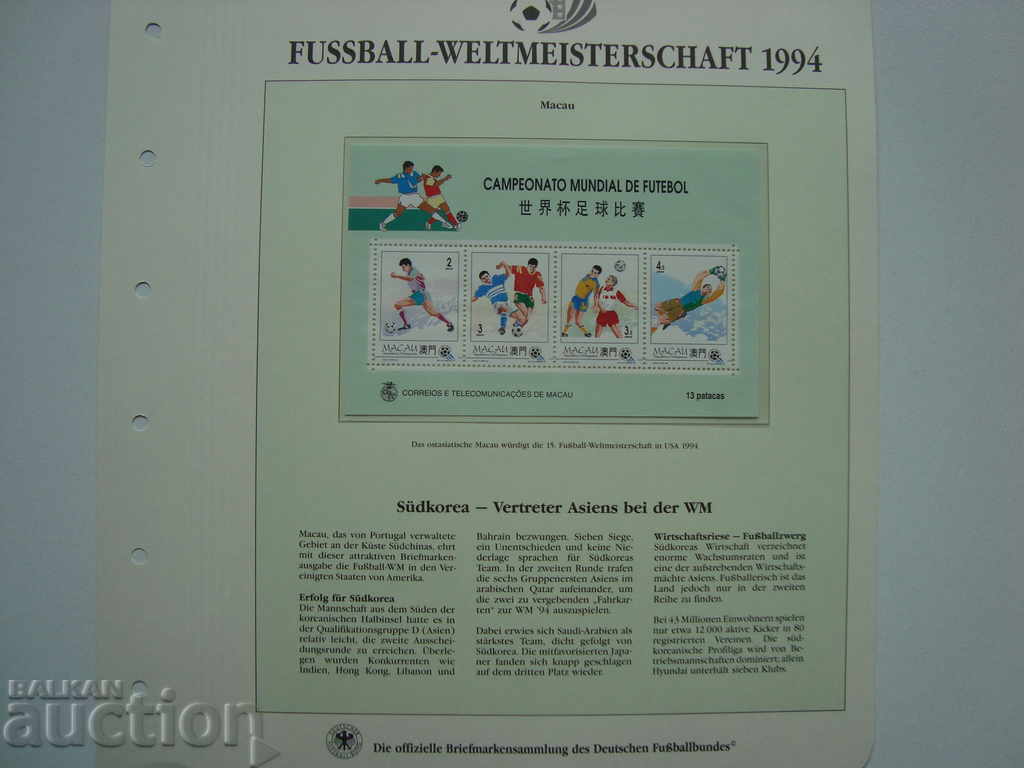 FUSSBALL-WELTMEISTERSCHAFT 1994
Macau
CAMPEONATO MUNDIAL DE FUTEBOL
世界杯足球比賽
2
3
3.5
4.5
MACAU 澳門
MACAU 澳門
MACAU 澳門
MACAU 澳門
CORREIOS E TELECOMUNICAÇÕES DE MACAU
13 patacas
Das ostasiatische Macau würdigt die 15. Fußball-Weltmeisterschaft in USA 1994
Südkorea – Vertreter Asiens bei der WM
Macau, das von Portugal verwaltete
Gebiet an der Küste Südchinas, ehrt
mit dieser attraktiven Briefmarken-
ausgabe die Fußball-WM in den Ver-
einigten Staaten von Amerika.
Erfolg für Südkorea
Die Mannschaft aus dem Süden der
koreanischen Halbinsel hatte es in
der Qualifikationsgruppe D (Asien)
relativ leicht, die zweite Ausschei-
dungsrunde zu erreichen. Überle-
gen wurden Konkurrenten wie
Indien, Hong Kong, Libanon und
Bahrain bezwungen. Sieben Siege,
ein Unentschieden und keine Nie-
derlage sprachen für Südkoreas
Team. In der zweiten Runde trafen
die sechs Gruppenersten Asiens im
arabischen Qatar aufeinander, um
die zwei zu vergebenden „Fahrkar-
ten" zur WM '94 auszuspielen.
Dabei erwies sich Saudi-Arabien als
stärkstes Team, dicht gefolgt von
Südkorea. Die mitfavorisierten Japa-
ner fanden sich knapp geschlagen
auf dem dritten Platz wieder.
Wirtschaftsriese – Fußballzwerg
Südkoreas Wirtschaft verzeichnet
enorme Wachstumsraten und ist
eine der aufstrebenden Wirtschafts-
mächte Asiens. Fußballerisch ist das
Land jedoch nur in der zweiten
Reihe zu finden.
Bei 43 Millionen Einwohnern spielen
nur etwa 12 000 aktive Kicker in 80
registrierten Vereinen. Die süd-
koreanische Profiliga wird von Be-
triebsmannschaften dominiert; allein
Hyundai unterhält sieben Klubs.
Die offizielle Briefmarkensammlung des Deutschen Fußballbundes©
BALKAN
auction